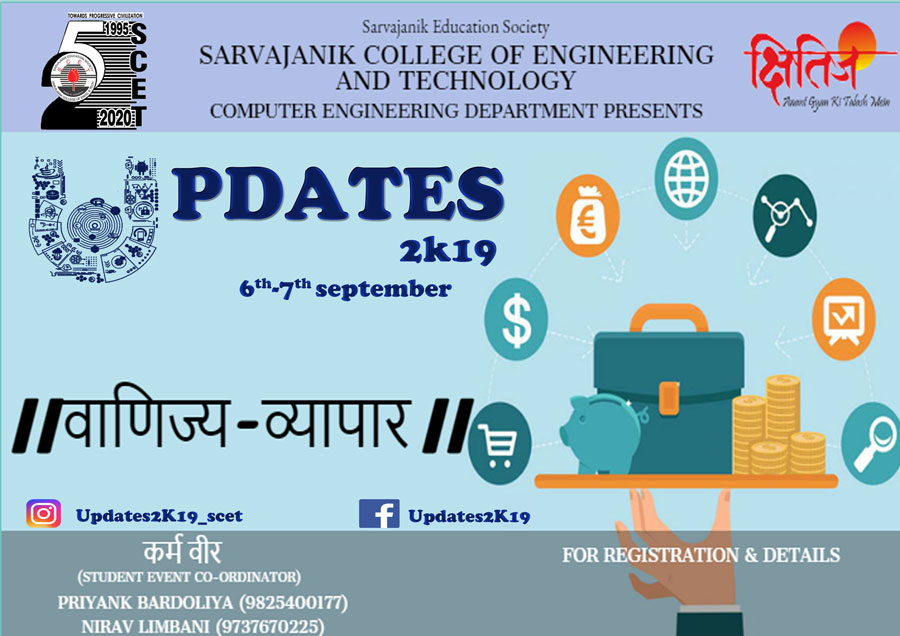 TOWARDS PROGRESSIVE CIVILIZATION
1995
SCET
2020
Sarvajanik Education Society
SARVAJANIK COLLEGE OF ENGINEERING
AND TECHNOLOGY
COMPUTER ENGINEERING DEPARTMENT PRESENTS
क्षितिज
Anant Gyan Ki Talash Mein
UPDATES
2k19
6th-7th september
//वाणिज्य-व्यापार //
Updates2K19_scet
Updates2K19
कर्म वीर
(STUDENT EVENT CO-ORDINATOR)
PRIYANK BARDOLIYA (9825400177)
NIRAV LIMBANI (9737670225)
FOR REGISTRATION & DETAILS